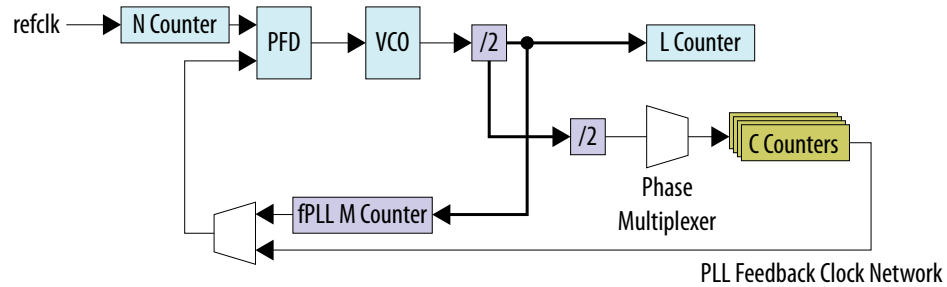 refclk
N Counter
PFD
VCO
/2
L Counter
/2
C Counters
Phase
Multiplexer
fPLL M Counter
PLL Feedback Clock Network